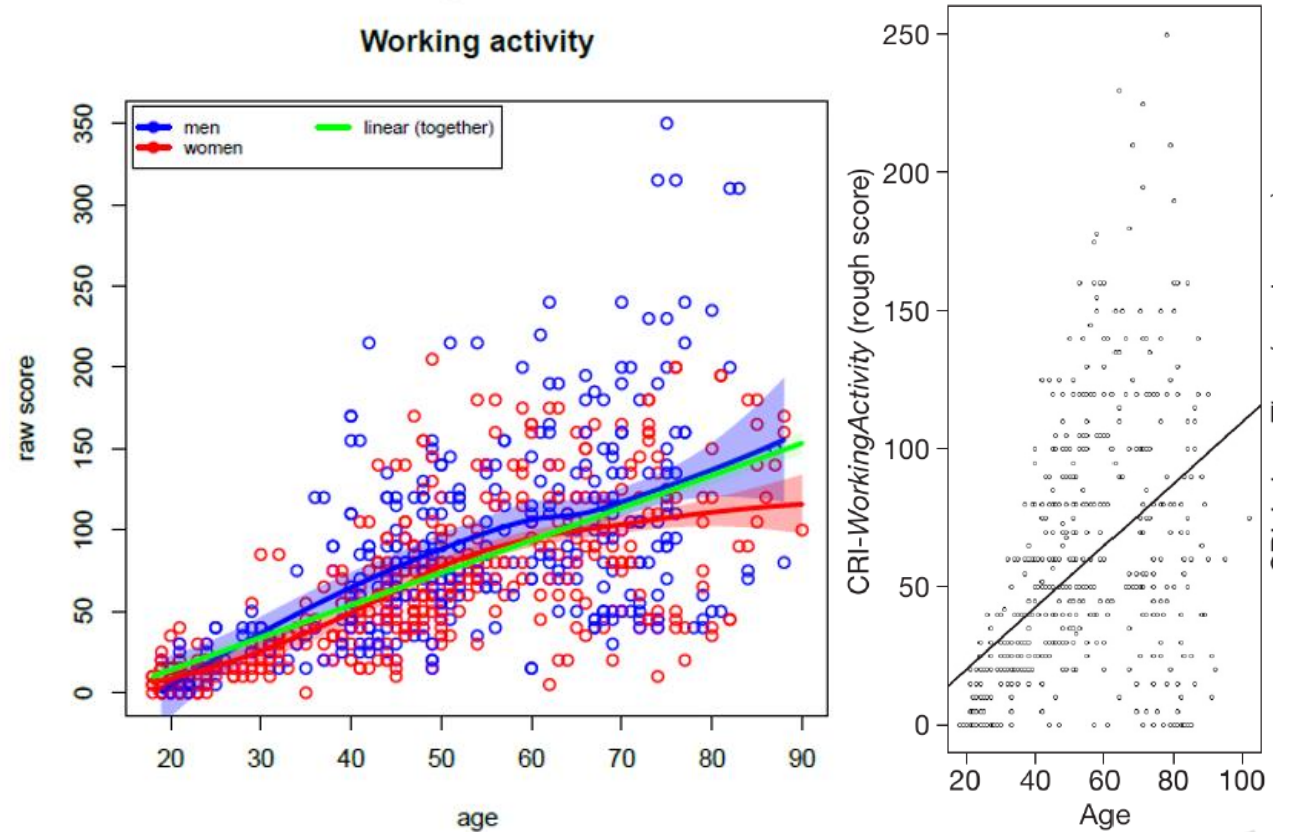 Working activity
men
linear (together)
women
350
300
250
200
150
100
50
0
raw score
20 30 40 50 60 70 80 90
age
250
200
150
100
50
0
CRI-WorkingActivity (rough score)
20 40 60 80 100
Age